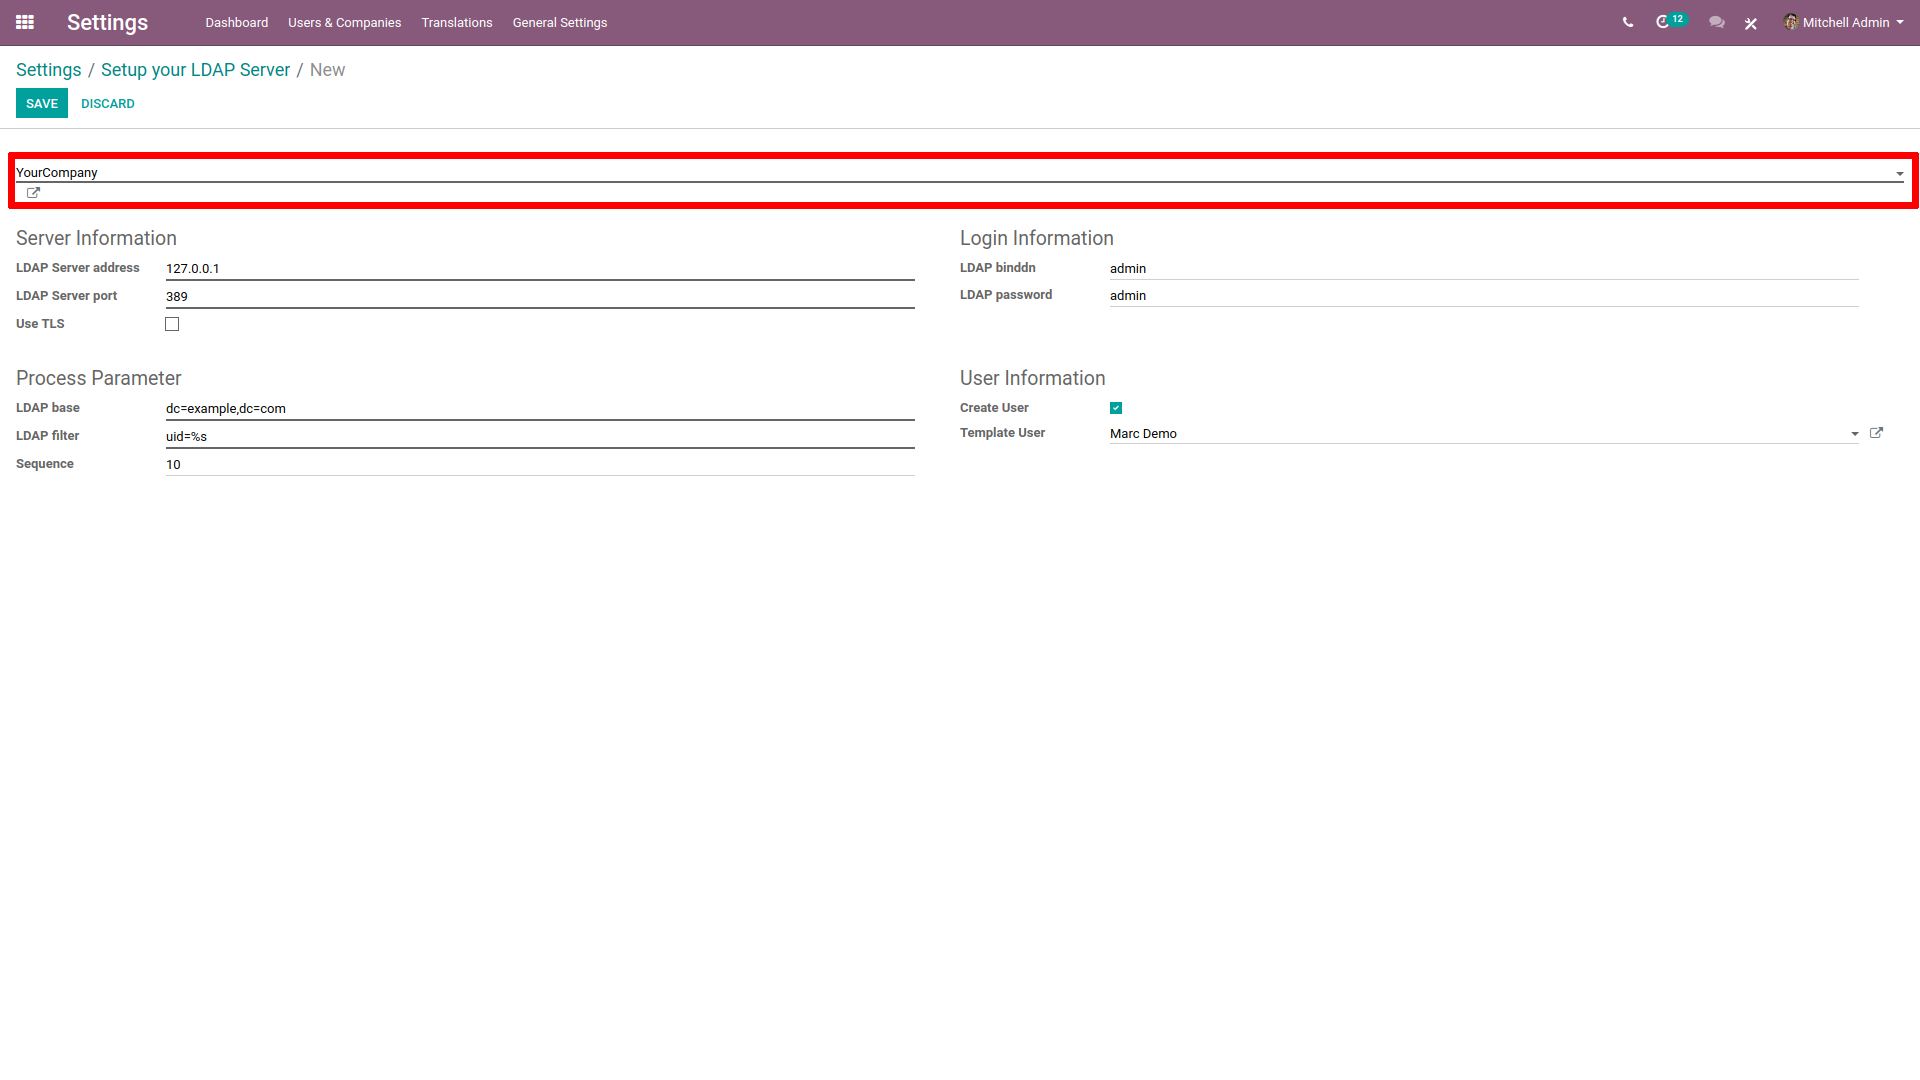 Settings Dashboard Users & Companies Translations General Settings 12 Mitchell Admin
Settings / Setup your LDAP Server / New
SAVE DISCARD
YourCompany
Server Information
LDAP Server address 127.0.0.1
LDAP Server port 389
Use TLS
Login Information
LDAP binddn admin
LDAP password admin
Process Parameter
LDAP base dc=example,dc=com
LDAP filter uid=%s
Sequence 10
User Information
Create User
Template User Marc Demo